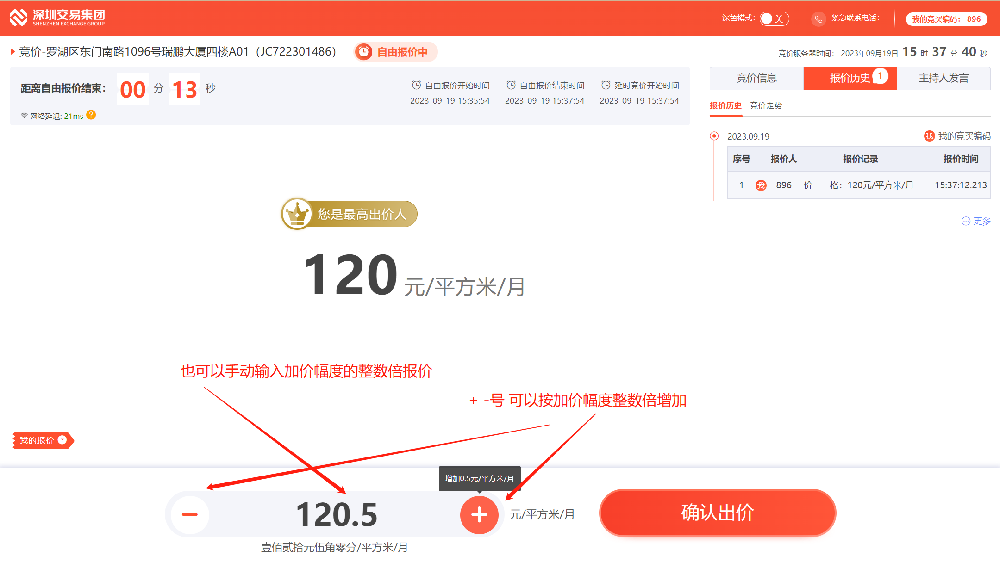 深圳交易集团
SHENZHEN EXCHANGE GROUP
深色模式： 关
紧急联系电话：
我的竞买编码： 896
竞价-罗湖区东门南路1096号瑞鹏大厦四楼A01（JC722301486）
自由报价中
竞价服务器时间： 2023年09月19日 15 时 37 分 40 秒
距离自由报价结束： 00 分 13 秒
网络延迟: 21ms ?
自由报价开始时间
2023-09-19 15:35:54
自由报价结束时间
2023-09-19 15:37:54
延时竞价开始时间
2023-09-19 15:37:54
竞价信息
报价历史 1
主持人发言
报价历史
竞价走势
2023.09.19
我 我的竞买编码
序号 报价人 报价记录 报价时间
1 我 896 价 格：120元/平方米/月 15:37:12.213
更多
您是最高出价人
120 元/平方米/月
也可以手动输入加价幅度的整数倍报价
+ -号 可以按加价幅度整数倍增加
我的报价 ?
增加0.5元/平方米/月
− 120.5 + 元/平方米/月
壹佰贰拾元伍角零分/平方米/月
确认出价